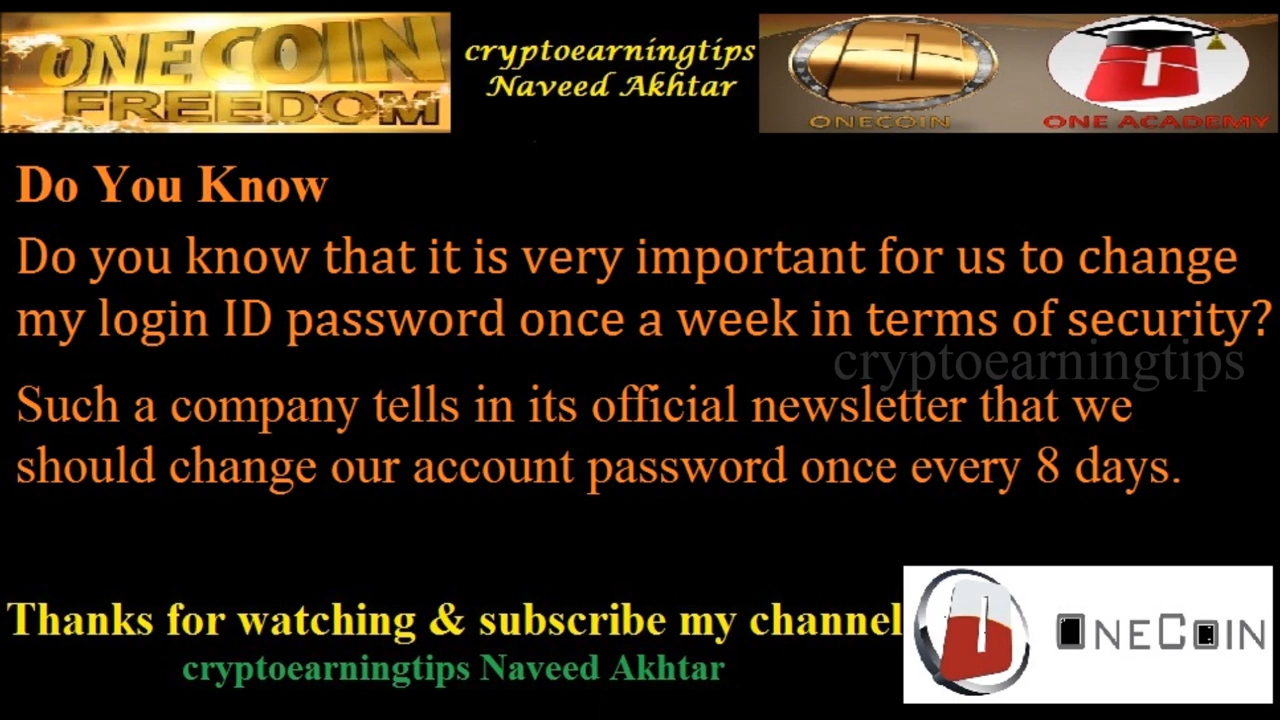 ONECOIN
FREEDOM
cryptoearningtips
Naveed Akhtar
ONECOIN
ONE ACADEMY
Do You Know
Do you know that it is very important for us to change
my login ID password once a week in terms of security?
cryptoearningtips
Such a company tells in its official newsletter that we
should change our account password once every 8 days.
Thanks for watching & subscribe my channel
cryptoearningtips Naveed Akhtar
ONECOIN